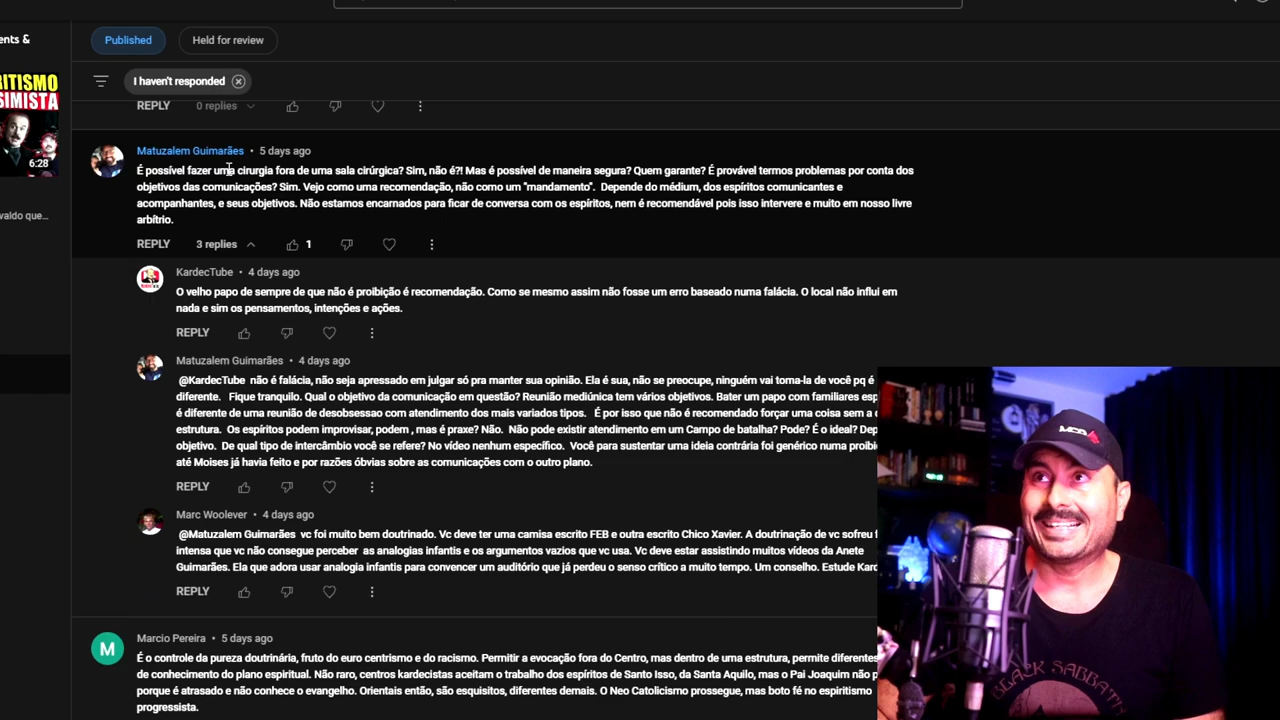 ents &
Published
Held for review
I haven't responded
RITISMO
SIMISTA
6:28
valdo que...
REPLY 0 replies
Matuzalem Guimarães • 5 days ago
É possível fazer uma cirurgia fora de uma sala cirúrgica? Sim, não é?! Mas é possível de maneira segura? Quem garante? É provável termos problemas por conta dos
objetivos das comunicações? Sim. Vejo como uma recomendação, não como um "mandamento". Depende do médium, dos espíritos comunicantes e
acompanhantes, e seus objetivos. Não estamos encarnados para ficar de conversa com os espíritos, nem é recomendável pois isso intervere e muito em nosso livre
arbítrio.
REPLY 3 replies 1
KardecTube • 4 days ago
O velho papo de sempre de que não é proibição é recomendação. Como se mesmo assim não fosse um erro baseado numa falácia. O local não influi em
nada e sim os pensamentos, intenções e ações.
REPLY
Matuzalem Guimarães • 4 days ago
@KardecTube não é falácia, não seja apressado em julgar só pra manter sua opinião. Ela é sua, não se preocupe, ninguém vai toma-la de você pq é
diferente. Fique tranquilo. Qual o objetivo da comunicação em questão? Reunião mediúnica tem vários objetivos. Bater um papo com familiares esp
é diferente de uma reunião de desobsessao com atendimento dos mais variados tipos. É por isso que não é recomendado forçar uma coisa sem a d
estrutura. Os espíritos podem improvisar, podem , mas é praxe? Não. Não pode existir atendimento em um Campo de batalha? Pode? É o ideal? Dep
objetivo. De qual tipo de intercâmbio você se refere? No vídeo nenhum específico. Você para sustentar uma ideia contrária foi genérico numa proibi
até Moises já havia feito e por razões óbvias sobre as comunicações com o outro plano.
REPLY
Marc Woolever • 4 days ago
@Matuzalem Guimarães vc foi muito bem doutrinado. Vc deve ter uma camisa escrito FEB e outra escrito Chico Xavier. A doutrinação de vc sofreu f
intensa que vc não consegue perceber as analogias infantis e os argumentos vazios que vc usa. Vc deve estar assistindo muitos vídeos da Anete
Guimarães. Ela que adora usar analogia infantis para convencer um auditório que já perdeu o senso crítico a muito tempo. Um conselho. Estude Kard
REPLY
M
Marcio Pereira • 5 days ago
É o controle da pureza doutrinária, fruto do euro centrismo e do racismo. Permitir a evocação fora do Centro, mas dentro de uma estrutura, permite diferentes
de conhecimento do plano espiritual. Não raro, centros kardecistas aceitam o trabalho dos espíritos de Santo Isso, da Santa Aquilo, mas o Pai Joaquim não p
porque é atrasado e não conhece o evangelho. Orientais então, são esquisitos, diferentes demais. O Neo Catolicismo prossegue, mas boto fé no espiritismo
progressista.
BLACK SABBATH